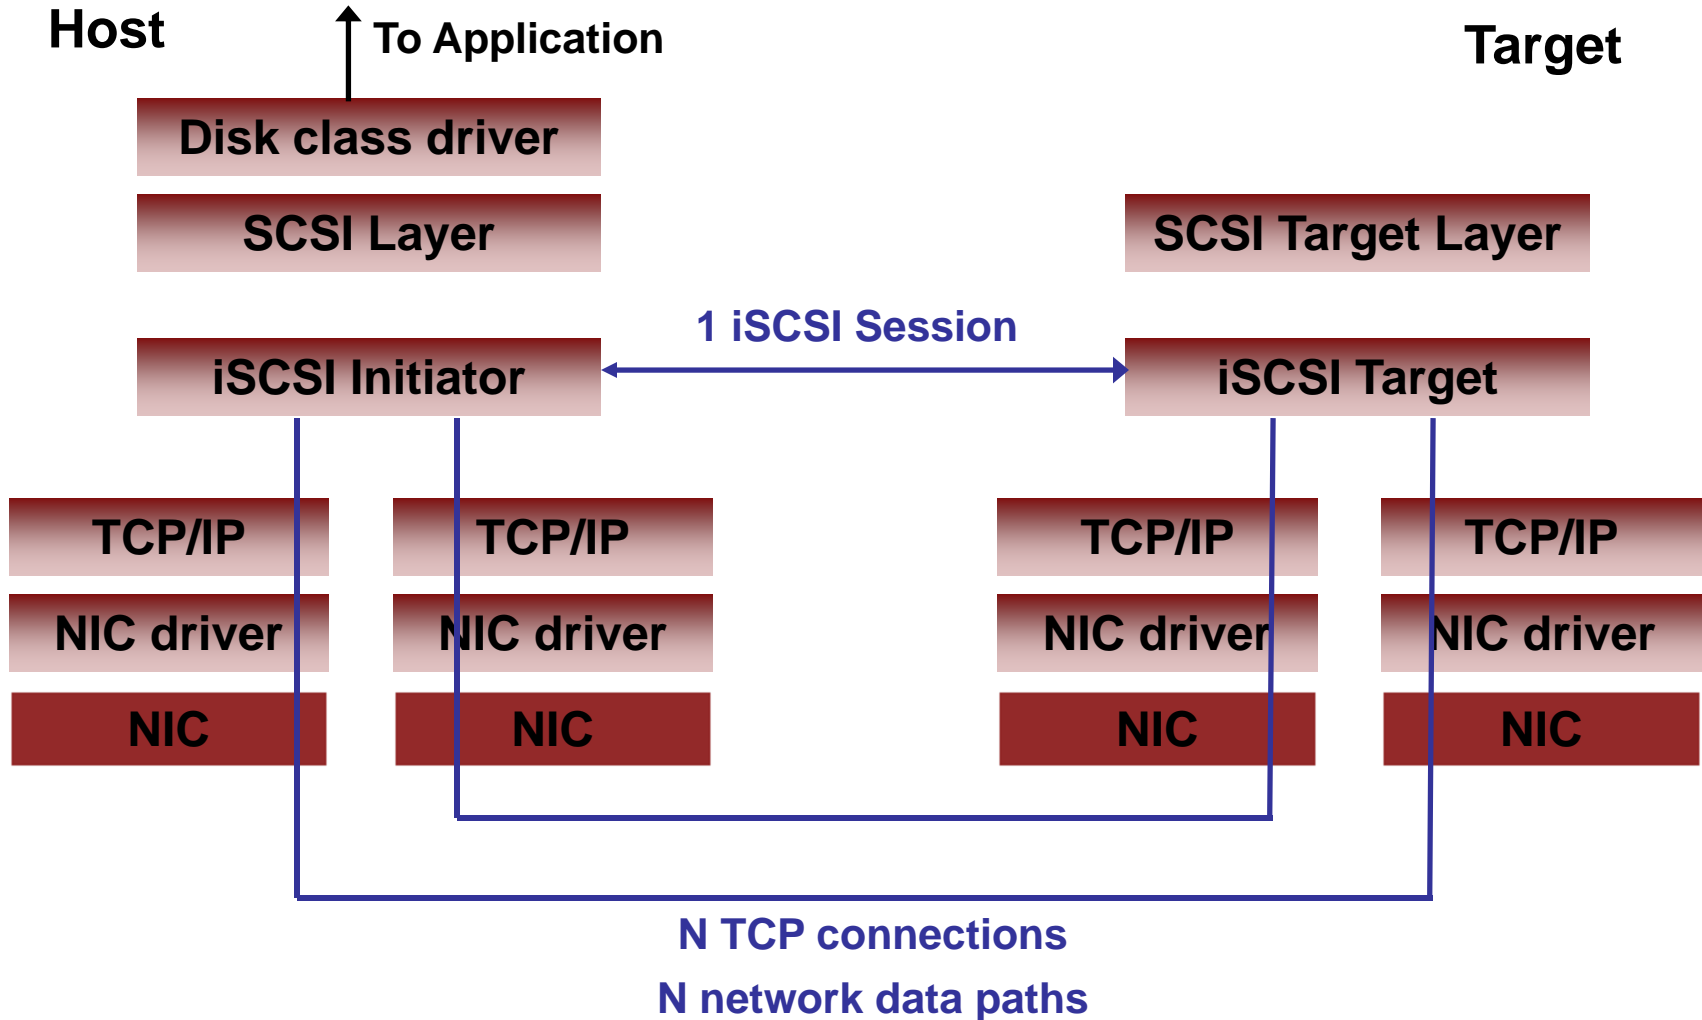 Host
To Application
Target
Disk class driver
SCSI Layer
SCSI Target Layer
1 iSCSI Session
iSCSI Initiator
iSCSI Target
TCP/IP
TCP/IP
TCP/IP
TCP/IP
NIC driver
NIC driver
NIC driver
NIC driver
NIC
NIC
NIC
NIC
N TCP connections
N network data paths